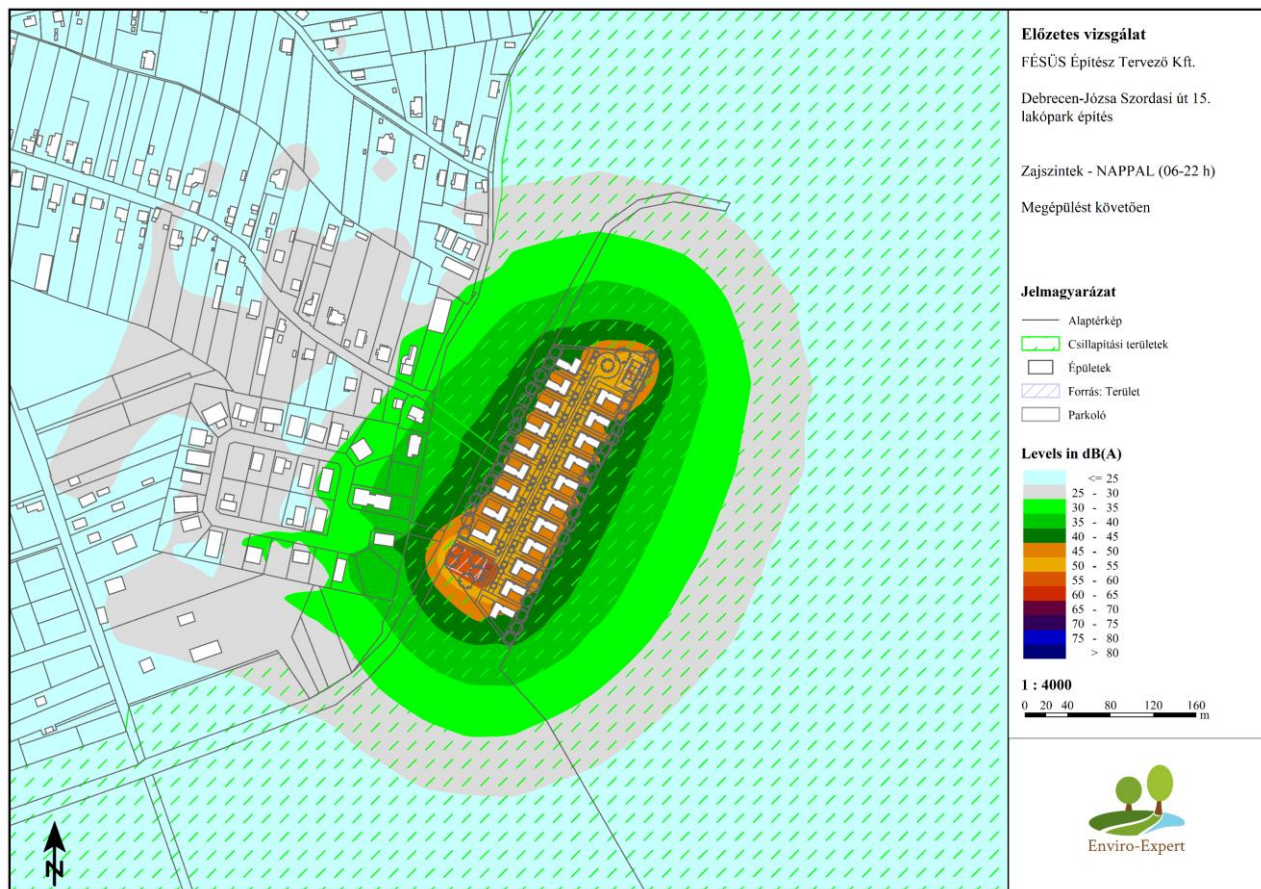 Előzetes vizsgálat
FÉSÜS Építész Tervező Kft.
Debrecen-Józsa Szordasi út 15.
lakópark építés
Zajszintek - NAPPAL (06-22 h)
Megépülést követően
Jelmagyarázat
Alaptérkép
Csillapítási területek
Épületek
Forrás: Terület
Parkoló
Levels in dB(A)
<= 25
25 - 30
30 - 35
35 - 40
40 - 45
45 - 50
50 - 55
55 - 60
60 - 65
65 - 70
70 - 75
75 - 80
> 80
1 : 4000
0 20 40 80 120 160
m
Enviro-Expert
N